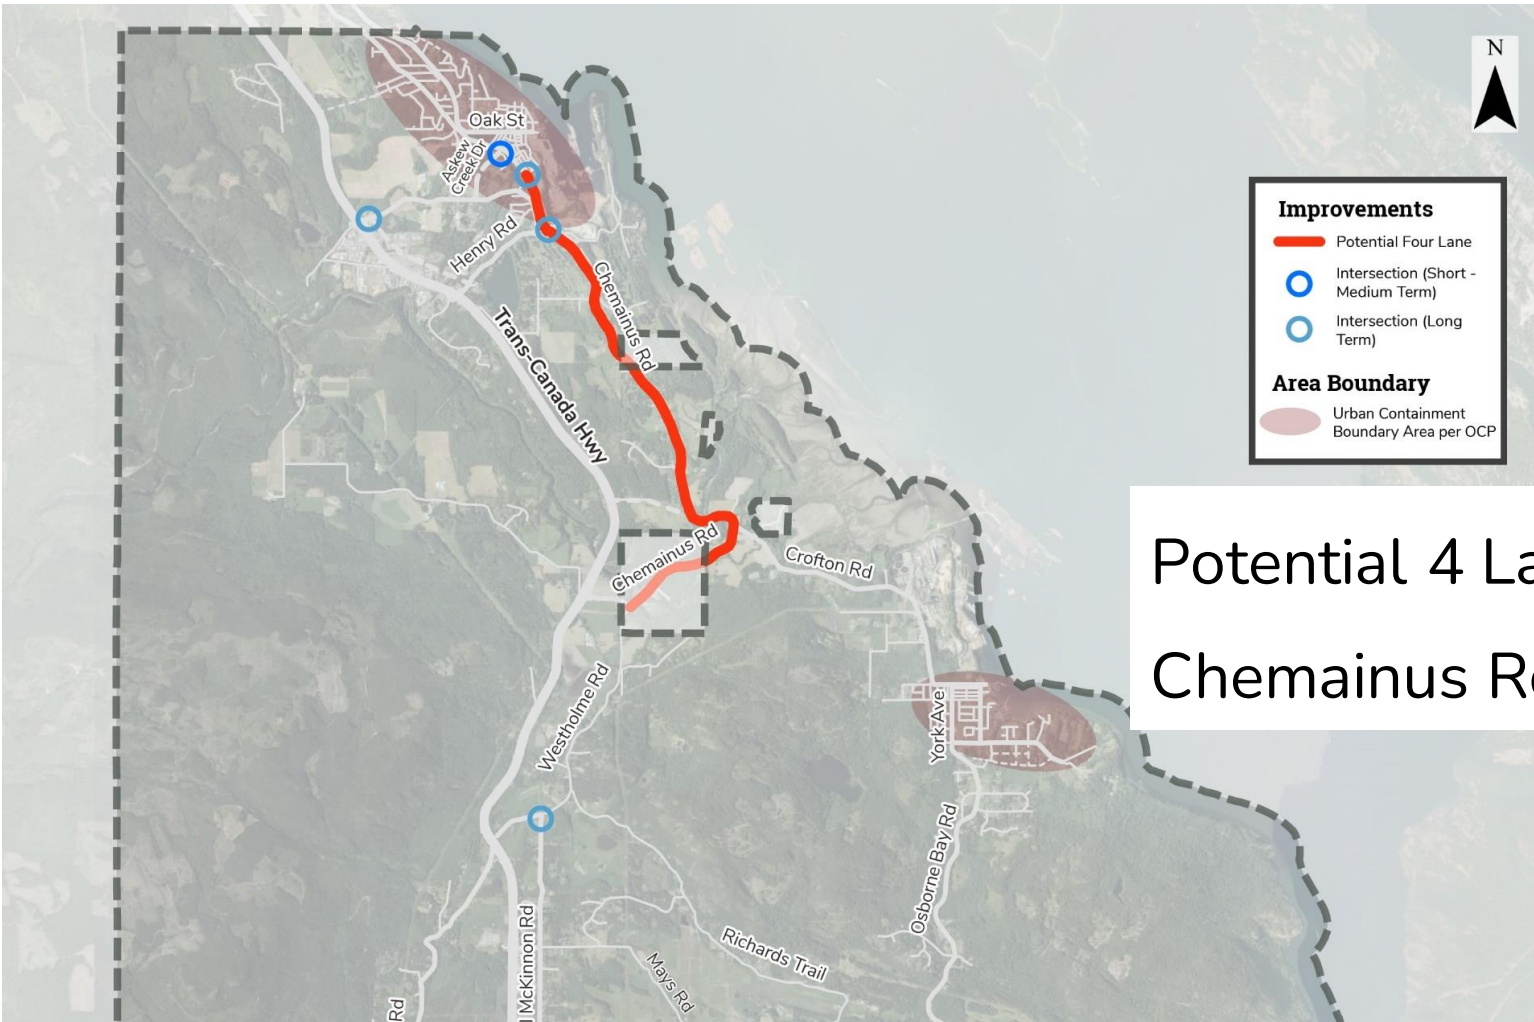 N
Oak St
Askew
Creek Dr
Henry Rd
Chemainus Rd
Trans-Canada Hwy
Chemainus Rd
Crofton Rd
Westholme Rd
York Ave
Osborne Bay Rd
McKinnon Rd
Richards Trail
Mays Rd
Rd
Improvements
Potential Four Lane
Intersection (Short -
Medium Term)
Intersection (Long
Term)
Area Boundary
Urban Containment
Boundary Area per OCP
Potential 4 La
Chemainus R